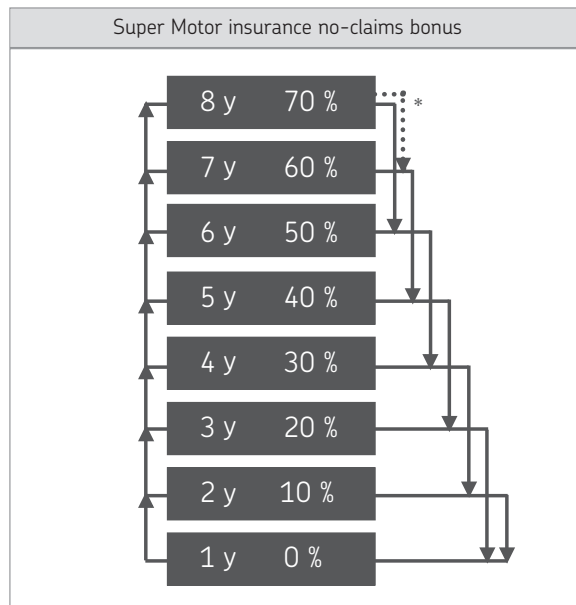 Super Motor insurance no-claims bonus
8 y 70 %
*
7 y 60 %
6 y 50 %
5 y 40 %
4 y 30 %
3 y 20 %
2 y 10 %
1 y 0 %